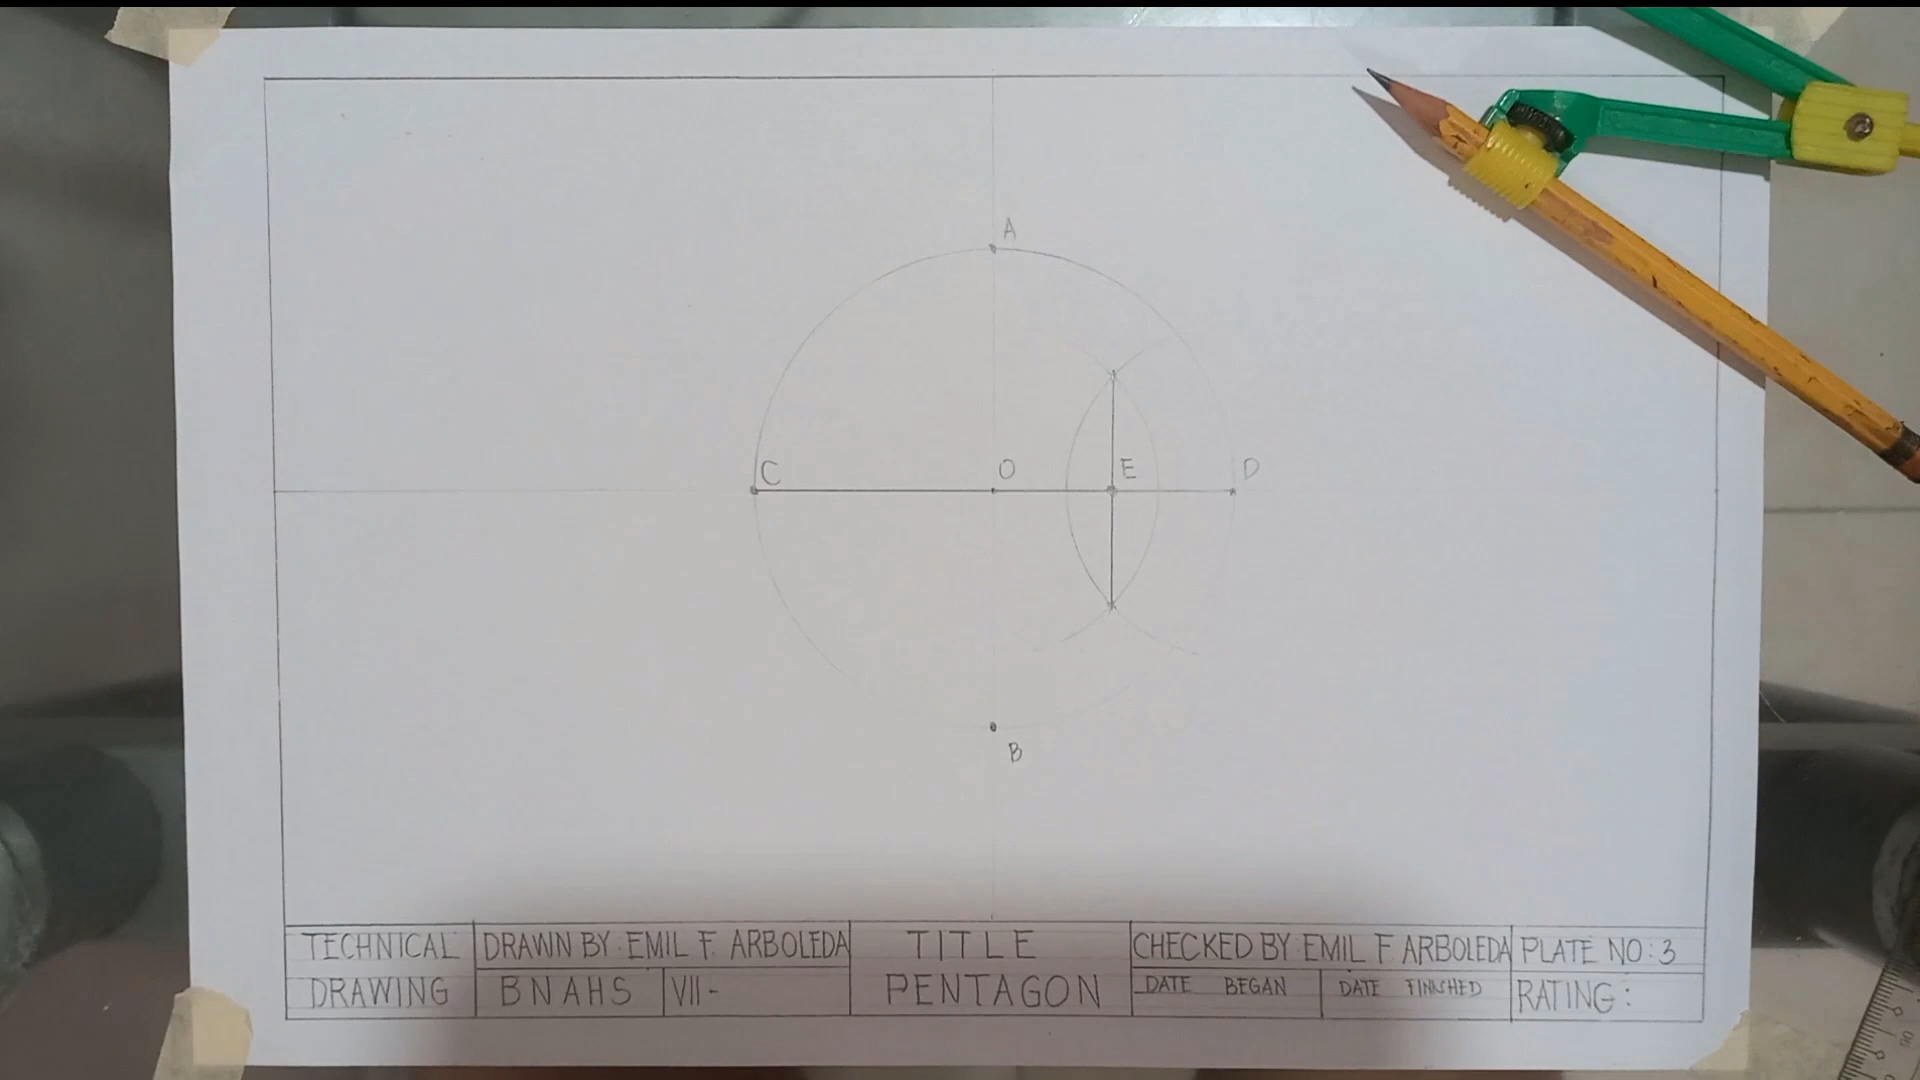 A
C
O
E
D
B
TECHNICAL DRAWING
DRAWN BY: EMIL F. ARBOLEDA
BNAHS
VII-
TITLE
PENTAGON
CHECKED BY: EMIL F ARBOLEDA
DATE BEGAN
DATE FINISHED
PLATE NO: 3
RATING: